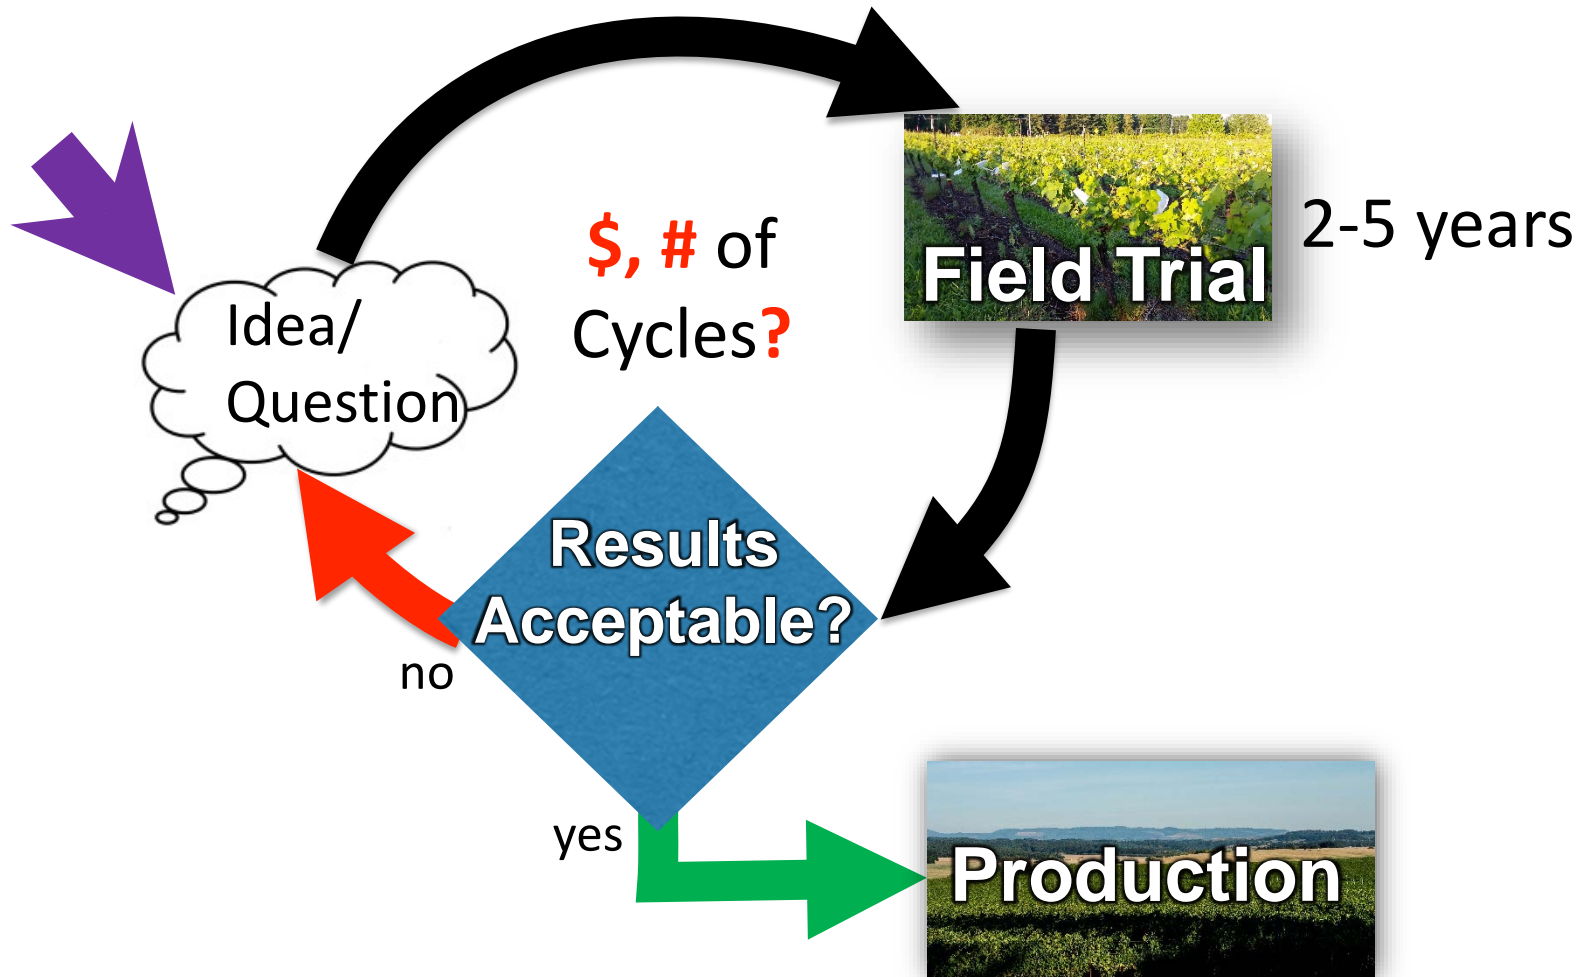 Idea/
Question
$, # of
Cycles?
Field Trial
2-5 years
Results
Acceptable?
no
yes
Production